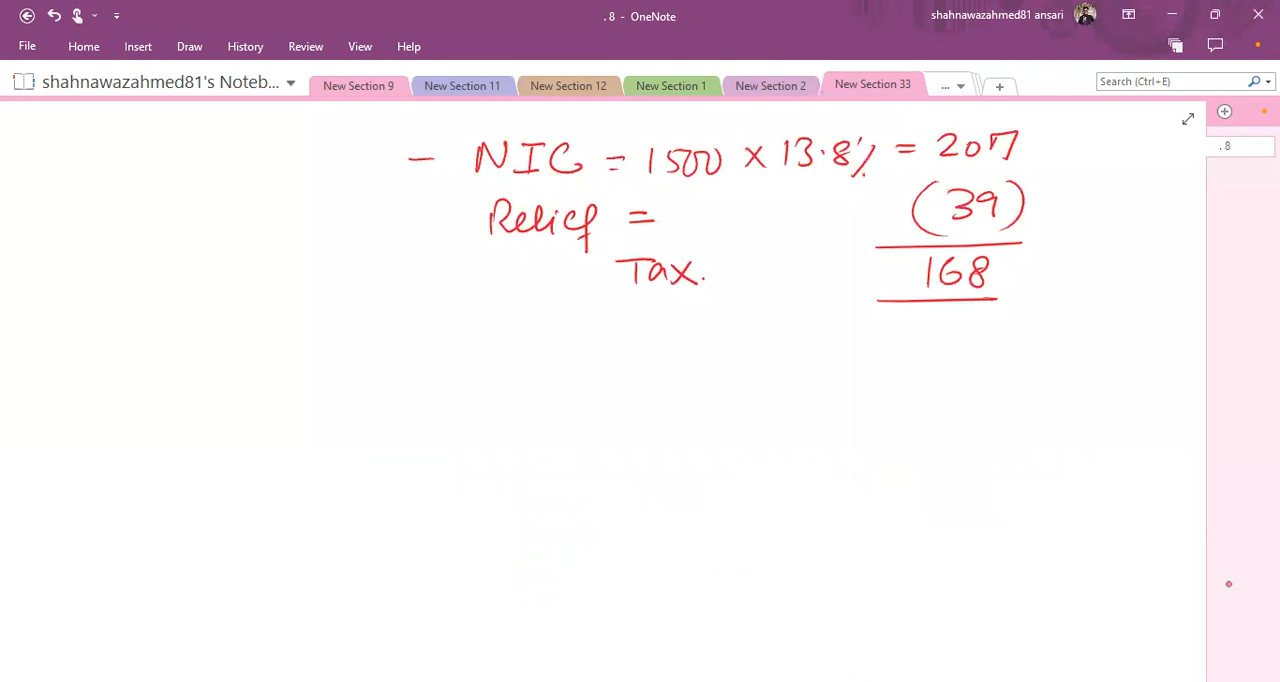 . 8 - OneNote
shahnawazahmed81 ansari
File Home Insert Draw History Review View Help
shahnawazahmed81's Noteb...
New Section 9 New Section 11 New Section 12 New Section 1 New Section 2 New Section 33 ... +
Search (Ctrl+E)
. 8
- NIC = 1500 x 13.8% = 207
Relief = (39)
Tax. 168